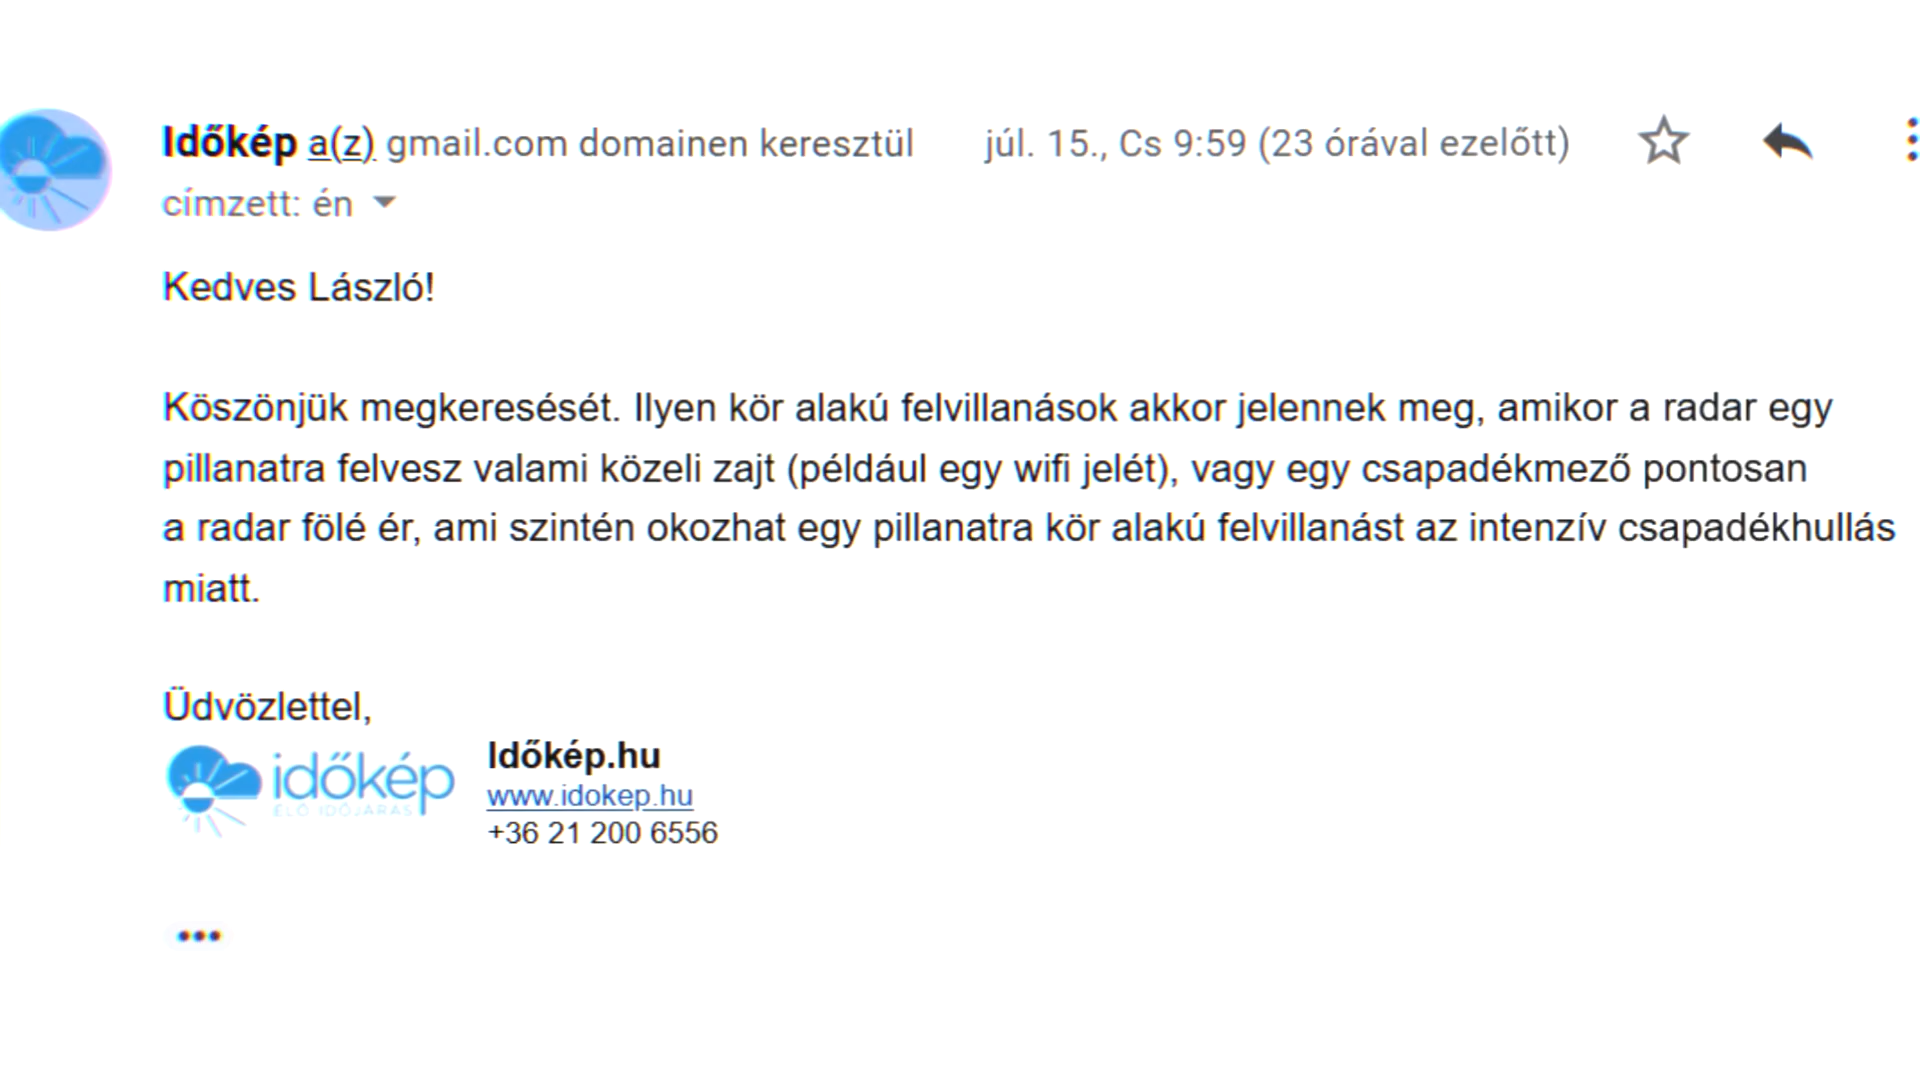 Időkép a(z) gmail.com domainen keresztül júl. 15., Cs 9:59 (23 órával ezelőtt)
címzett: én
Kedves László!
Köszönjük megkeresését. Ilyen kör alakú felvillanások akkor jelennek meg, amikor a radar egy
pillanatra felvesz valami közeli zajt (például egy wifi jelét), vagy egy csapadékmező pontosan
a radar fölé ér, ami szintén okozhat egy pillanatra kör alakú felvillanást az intenzív csapadékhullás
miatt.
Üdvözlettel,
időkép
ÉLŐ IDŐJÁRÁS
Időkép.hu
www.idokep.hu
+36 21 200 6556